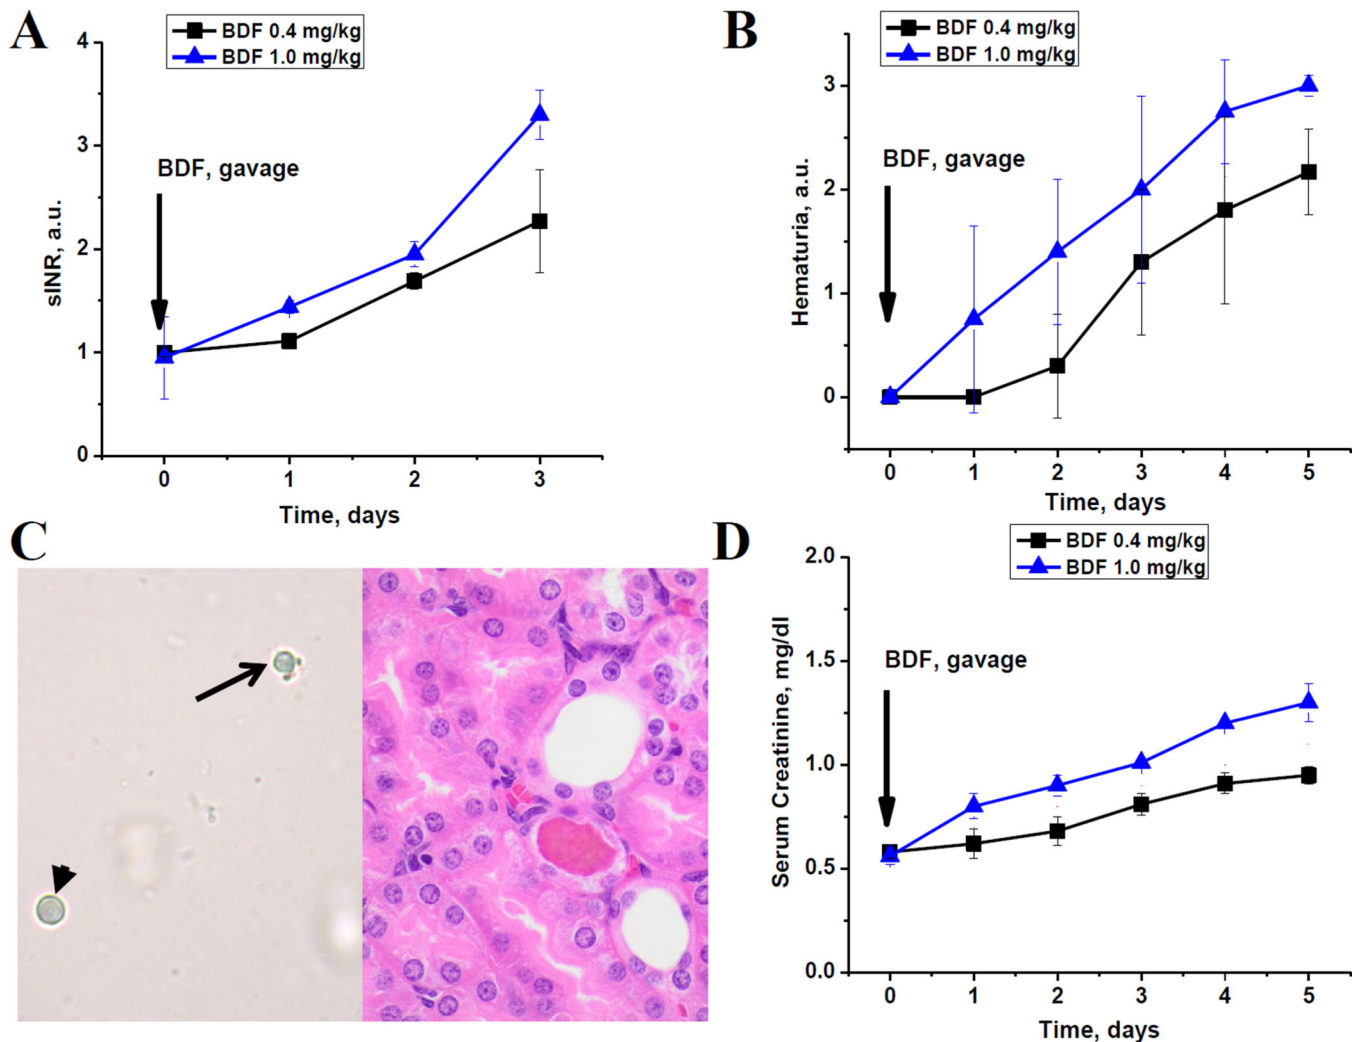 A
BDF 0.4 mg/kg
BDF 1.0 mg/kg
4
3
2
1
0
sINR, a.u.
BDF, gavage
0 1 2 3
Time, days
B
BDF 0.4 mg/kg
BDF 1.0 mg/kg
3
2
1
0
Hematuria, a.u.
BDF, gavage
0 1 2 3 4 5
Time, days
C
D
BDF 0.4 mg/kg
BDF 1.0 mg/kg
2.0
1.5
1.0
0.5
0.0
Serum Creatinine, mg/dl
BDF, gavage
0 1 2 3 4 5
Time, days